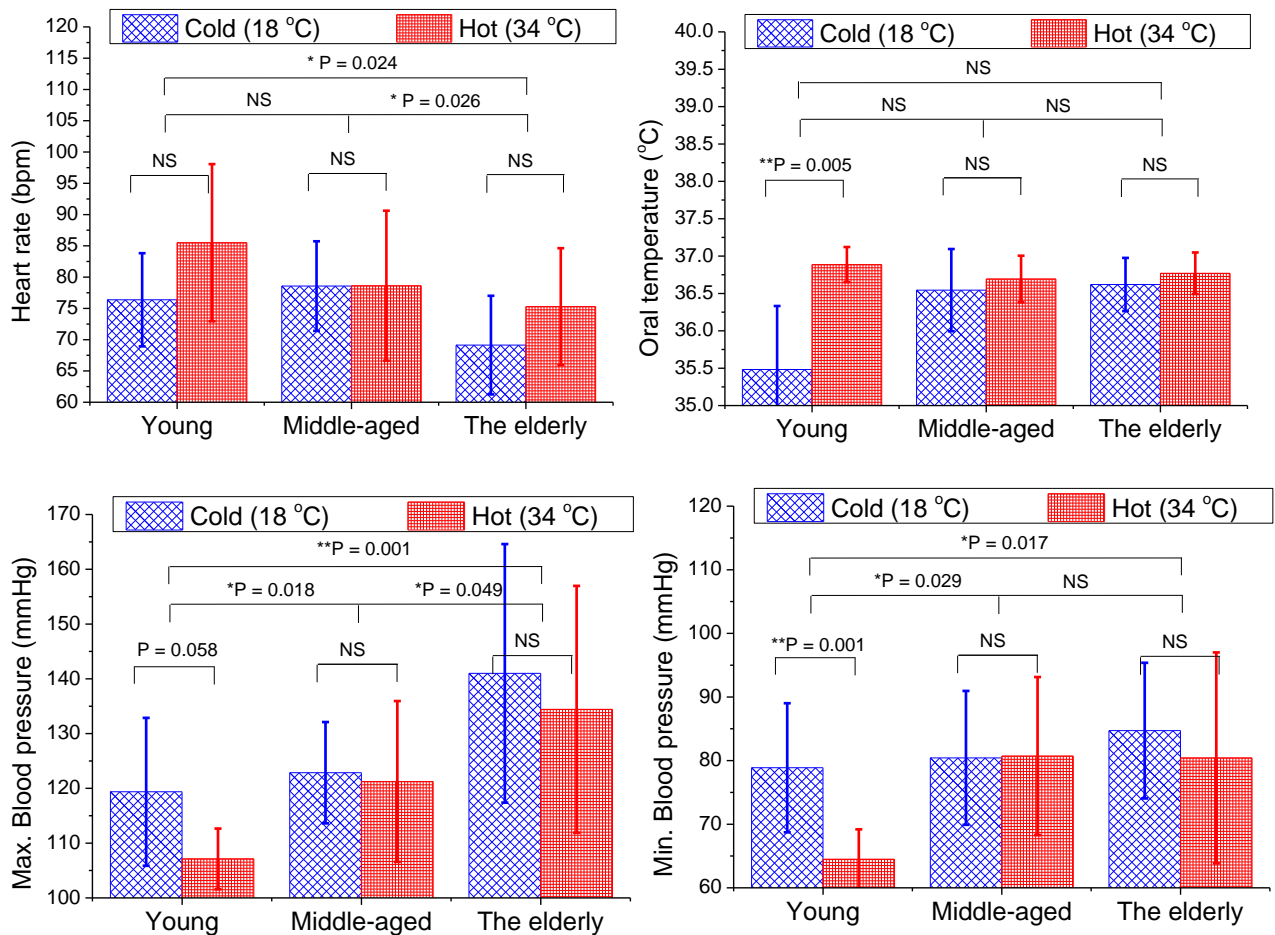 Cold (18 °C) Hot (34 °C)
* P = 0.024
NS * P = 0.026
NS NS NS
Heart rate (bpm)
120
115
110
105
100
95
90
85
80
75
70
65
60
Young Middle-aged The elderly
Cold (18 °C) Hot (34 °C)
NS
NS NS
**P = 0.005 NS NS
Oral temperature (°C)
40.0
39.5
39.0
38.5
38.0
37.5
37.0
36.5
36.0
35.5
35.0
Young Middle-aged The elderly
Cold (18 °C) Hot (34 °C)
**P = 0.001
*P = 0.018 *P = 0.049
P = 0.058 NS NS
Max. Blood pressure (mmHg)
170
160
150
140
130
120
110
100
Young Middle-aged The elderly
Cold (18 °C) Hot (34 °C)
*P = 0.017
*P = 0.029 NS
**P = 0.001 NS NS
Min. Blood pressure (mmHg)
120
110
100
90
80
70
60
Young Middle-aged The elderly